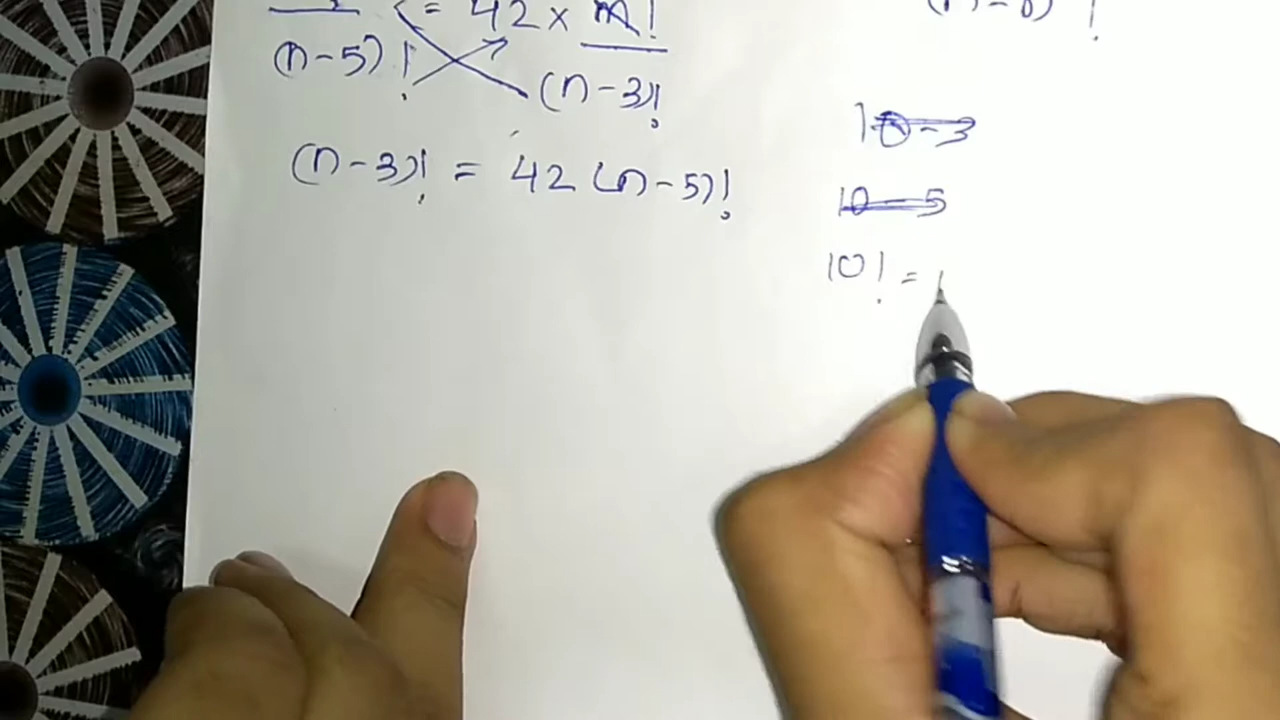 = 42 × n!
(n-5)! (n-3)!
(n-3)! = 42 (n-5)!
10-3
10-5
10! =